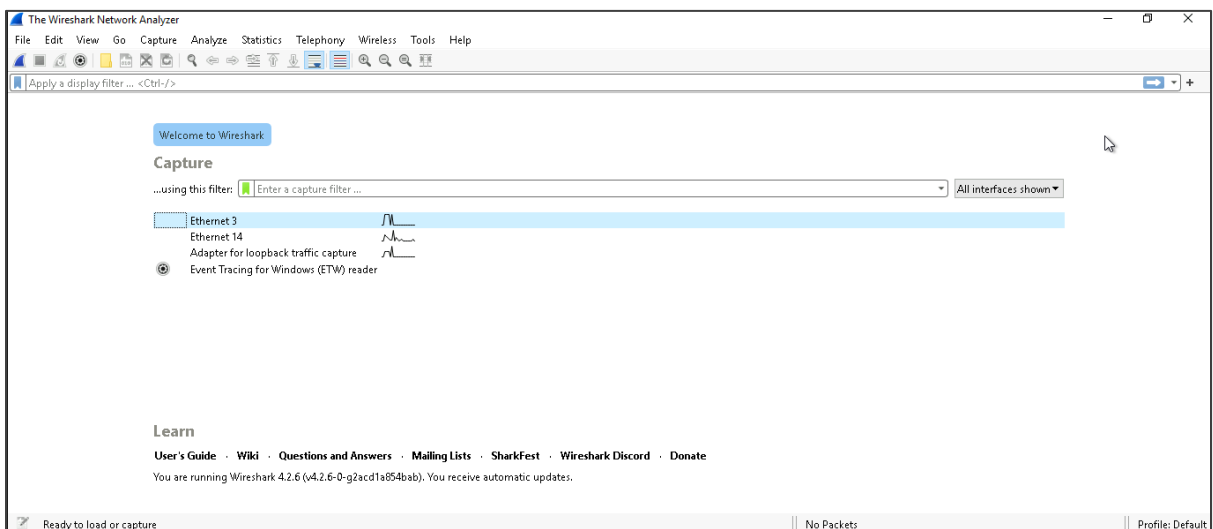 The Wireshark Network Analyzer
File Edit View Go Capture Analyze Statistics Telephony Wireless Tools Help
Apply a display filter ... <Ctrl-/>
Welcome to Wireshark
Capture
...using this filter: Enter a capture filter ... All interfaces shown
Ethernet 3
Ethernet 14
Adapter for loopback traffic capture
Event Tracing for Windows (ETW) reader
Learn
User's Guide · Wiki · Questions and Answers · Mailing Lists · SharkFest · Wireshark Discord · Donate
You are running Wireshark 4.2.6 (v4.2.6-0-g2acd1a854bab). You receive automatic updates.
Ready to load or capture No Packets Profile: Default